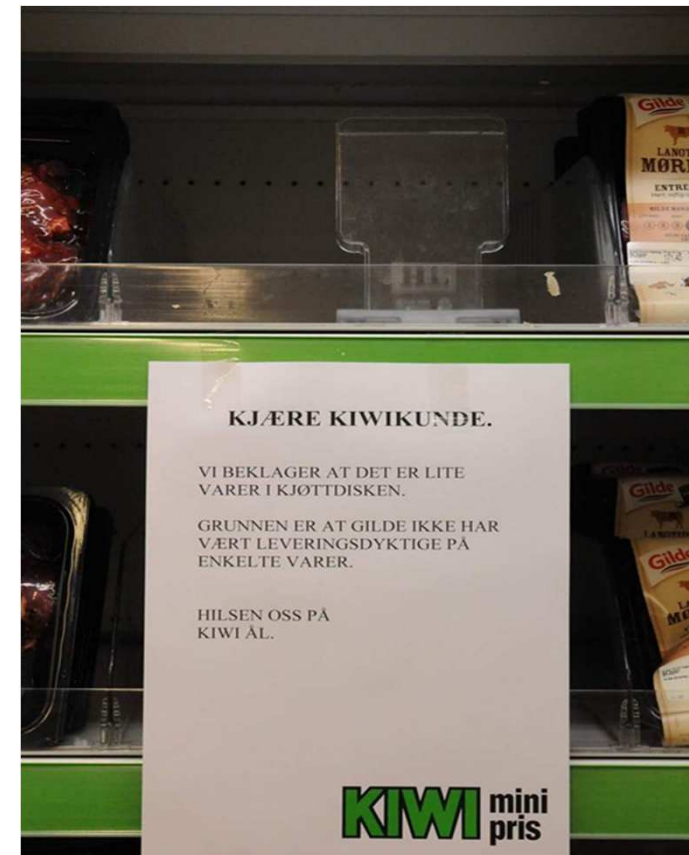 Gilde
LANGT
MØR
ENTRE
KJÆRE KIWIKUNDE.
VI BEKLAGER AT DET ER LITE
VARER I KJØTTDISKEN.
GRUNNEN ER AT GILDE IKKE HAR
VÆRT LEVERINGSDYKTIGE PÅ
ENKELTE VARER.
HILSEN OSS PÅ
KIWI ÅL.
KIWI mini
pris
Gilde
Gilde